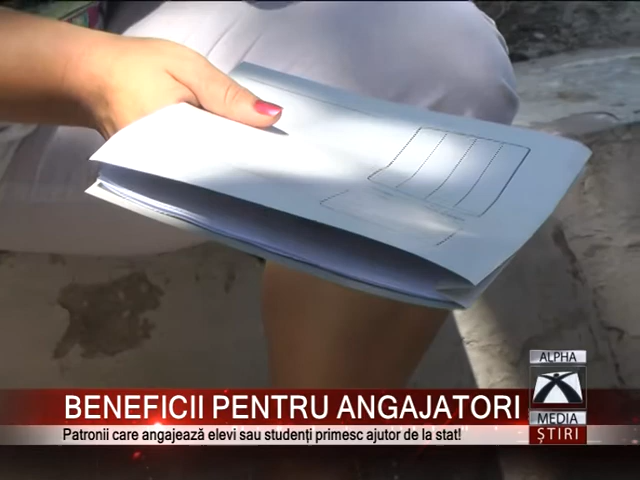 BENEFICII PENTRU ANGAJATORI
Patronii care angajează elevi sau studenți primesc ajutor de la stat!
ALPHA
MEDIA
ȘTIRI